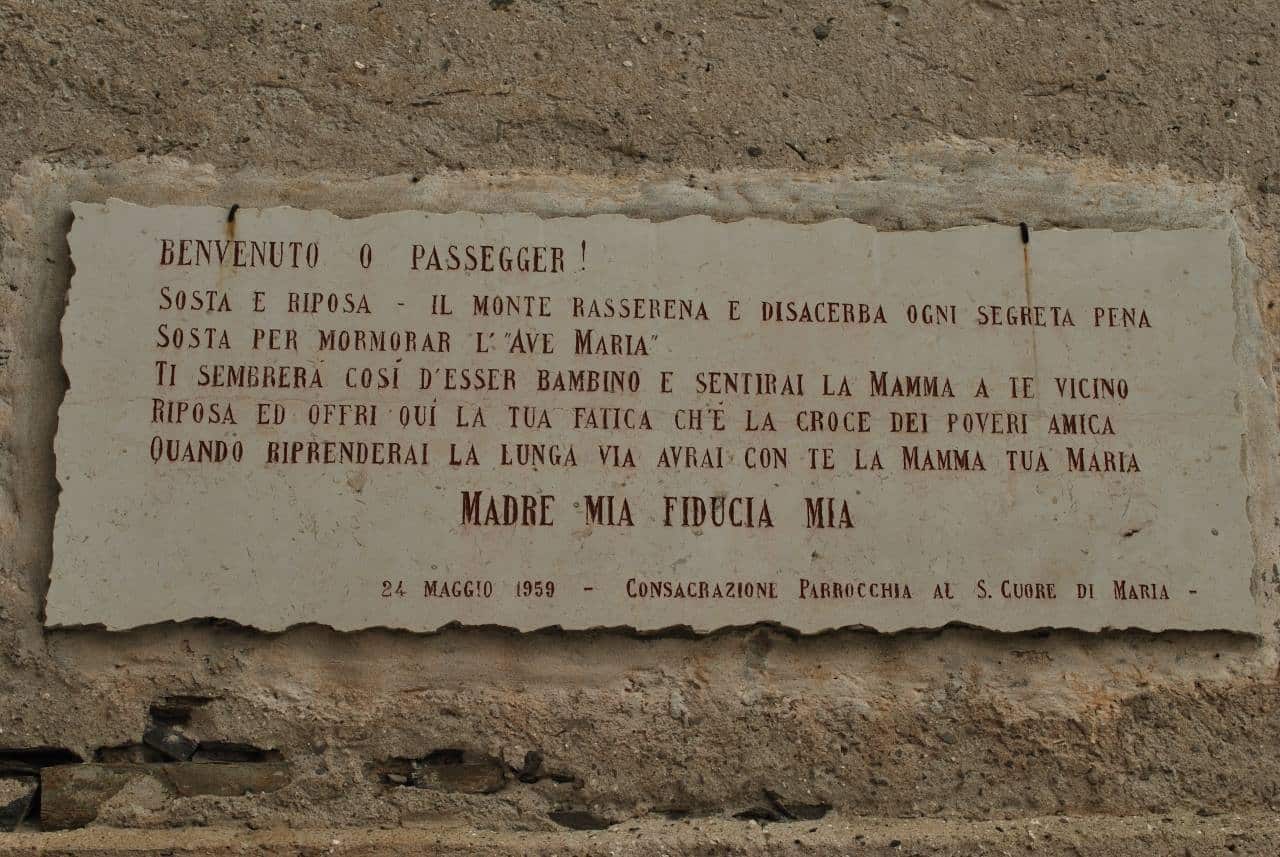 BENVENUTO O PASSEGGER!
SOSTA E RIPOSA - IL MONTE RASSERENA E DISACERBA OGNI SEGRETA PENA
SOSTA PER MORMORAR L'"AVE MARIA"
TI SEMBRERÁ COSÍ D'ESSER BAMBINO E SENTIRAI LA MAMMA A TE VICINO
RIPOSA ED OFFRI QUÍ LA TUA FATICA CH'É LA CROCE DEI POVERI AMICA
QUANDO RIPRENDERAI LA LUNGA VIA AVRAI CON TE LA MAMMA TUA MARIA
MADRE MIA FIDUCIA MIA
24 MAGGIO 1959 - CONSACRAZIONE PARROCCHIA AL S. CUORE DI MARIA -